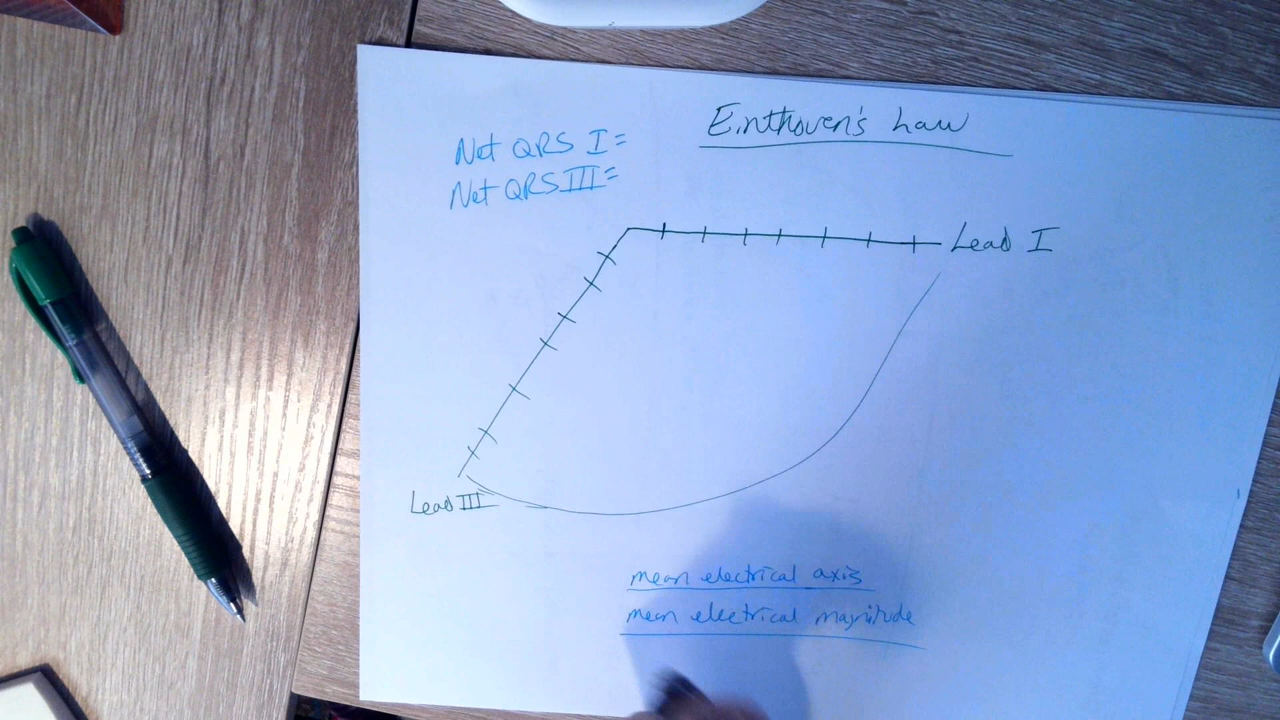 Einthoven's Law
Net QRS I=
Net QRS III=
Lead I
Lead III
mean electrical axis
mean electrical magnitude